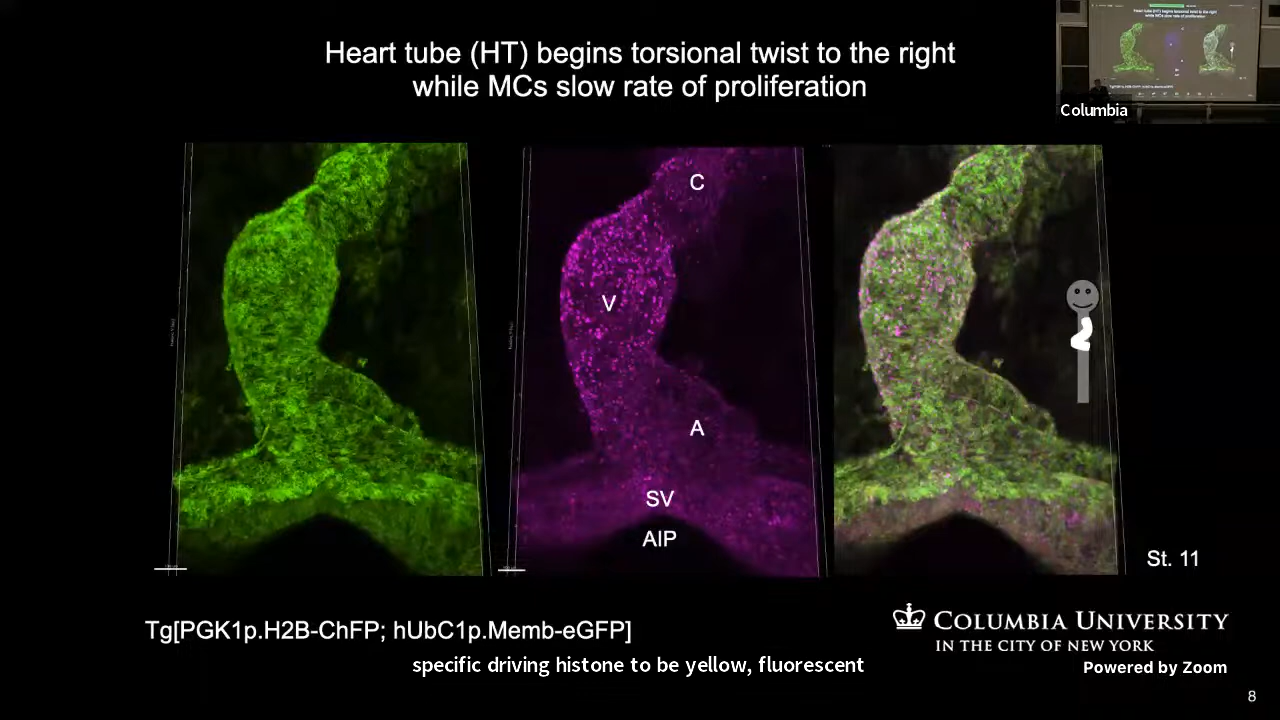 Heart tube (HT) begins torsional twist to the right
while MCs slow rate of proliferation
Columbia
C
V
A
SV
AIP
St. 11
Tg[PGK1p.H2B-ChFP; hUbC1p.Memb-eGFP]
COLUMBIA UNIVERSITY
IN THE CITY OF NEW YORK
specific driving histone to be yellow, fluorescent
Powered by Zoom
8